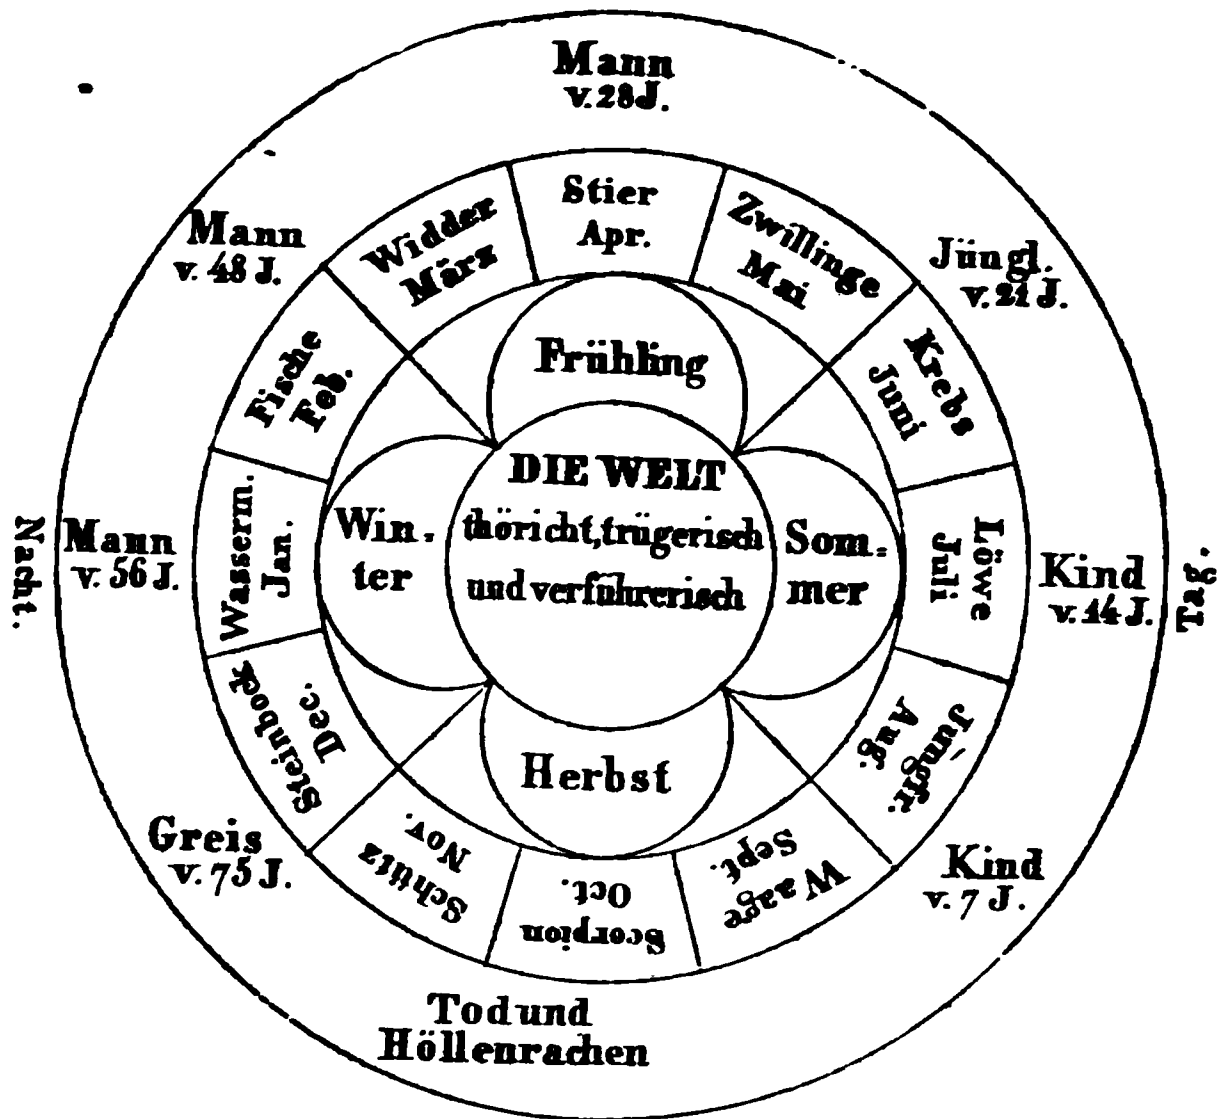 Mann
v. 28 J.
Jüngl.
v. 21 J.
Kind
v. 14 J.
Kind
v. 7 J.
Tod und
Höllenrachen
Greis
v. 75 J.
Mann
v. 56 J.
Mann
v. 48 J.
Nacht.
Tag.
Stier
Apr.
Zwillinge
Mai
Krebs
Juni
Löwe
Juli
Jungfr.
Aug.
Waage
Sept.
Scorpion
Oct.
Schütz
Nov.
Steinbock
Dec.
Wasserm.
Jan.
Fische
Feb.
Widder
März
Frühling
Som-
mer
Herbst
Win-
ter
DIE WELT
thöricht, trügerisch
und verführerisch